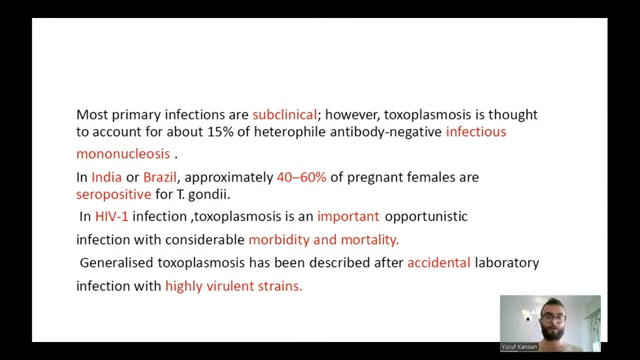 Most primary infections are subclinical; however, toxoplasmosis is thought
to account for about 15% of heterophile antibody-negative infectious
mononucleosis .
In India or Brazil, approximately 40–60% of pregnant females are
seropositive for T. gondii.
In HIV-1 infection ,toxoplasmosis is an important opportunistic
infection with considerable morbidity and mortality.
Generalised toxoplasmosis has been described after accidental laboratory
infection with highly virulent strains.
Yusuf Kanaan